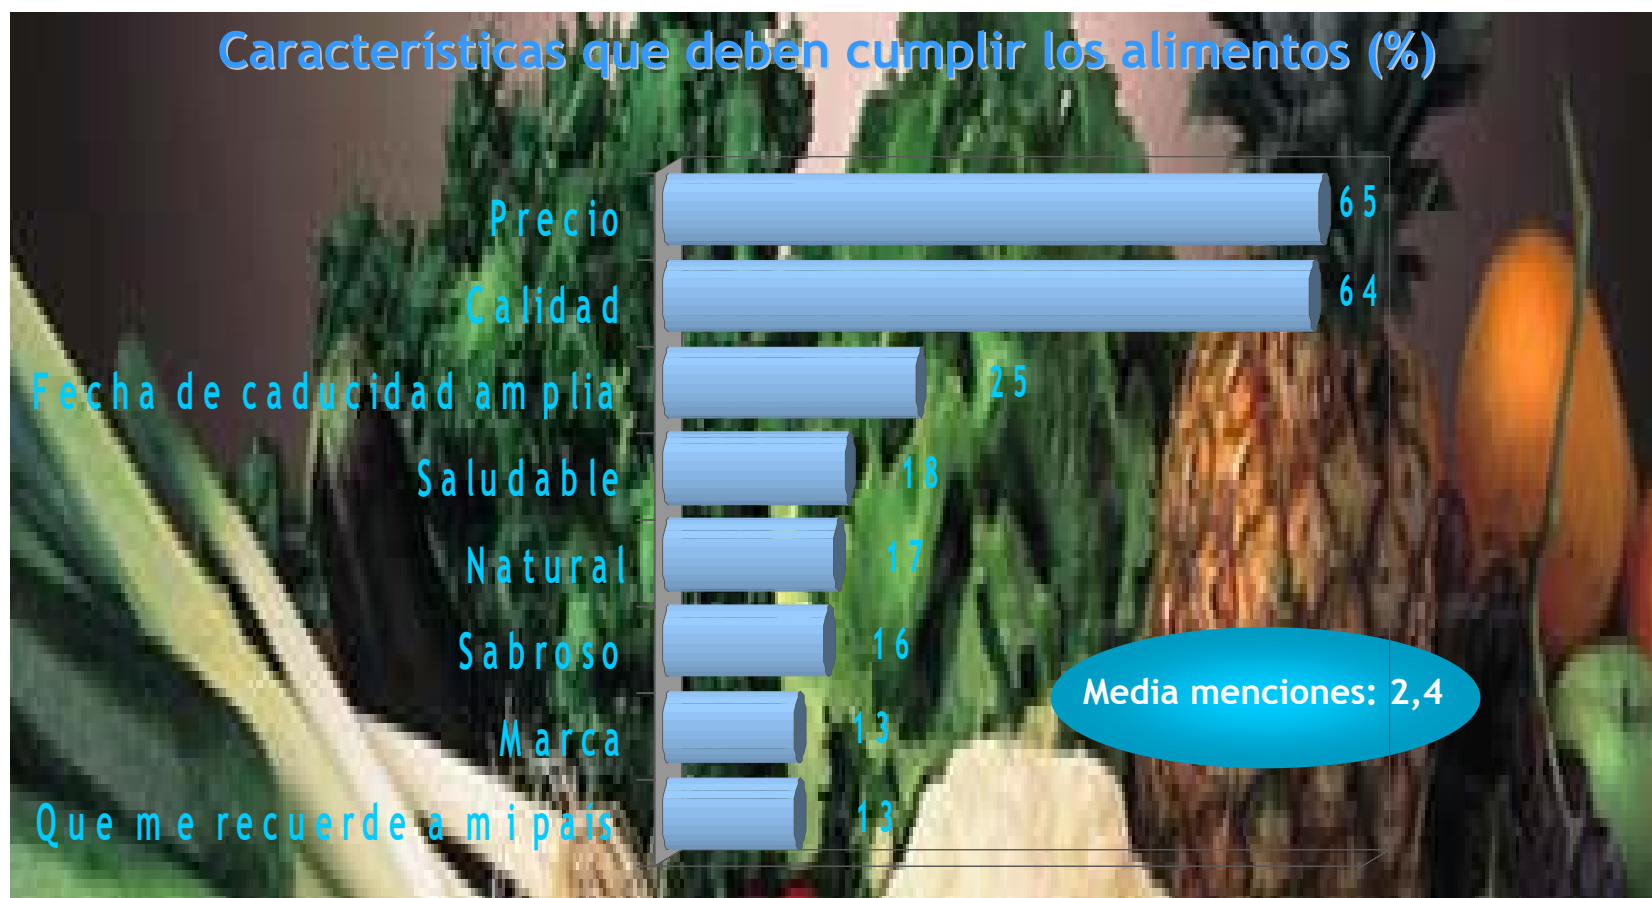 Características que deben cumplir los alimentos (%)
Precio 65
Calidad 64
Fecha de caducidad amplia 25
Saludable 18
Natural 17
Sabroso 16
Media menciones: 2,4
Marca 13
Que me recuerde a mi país 13